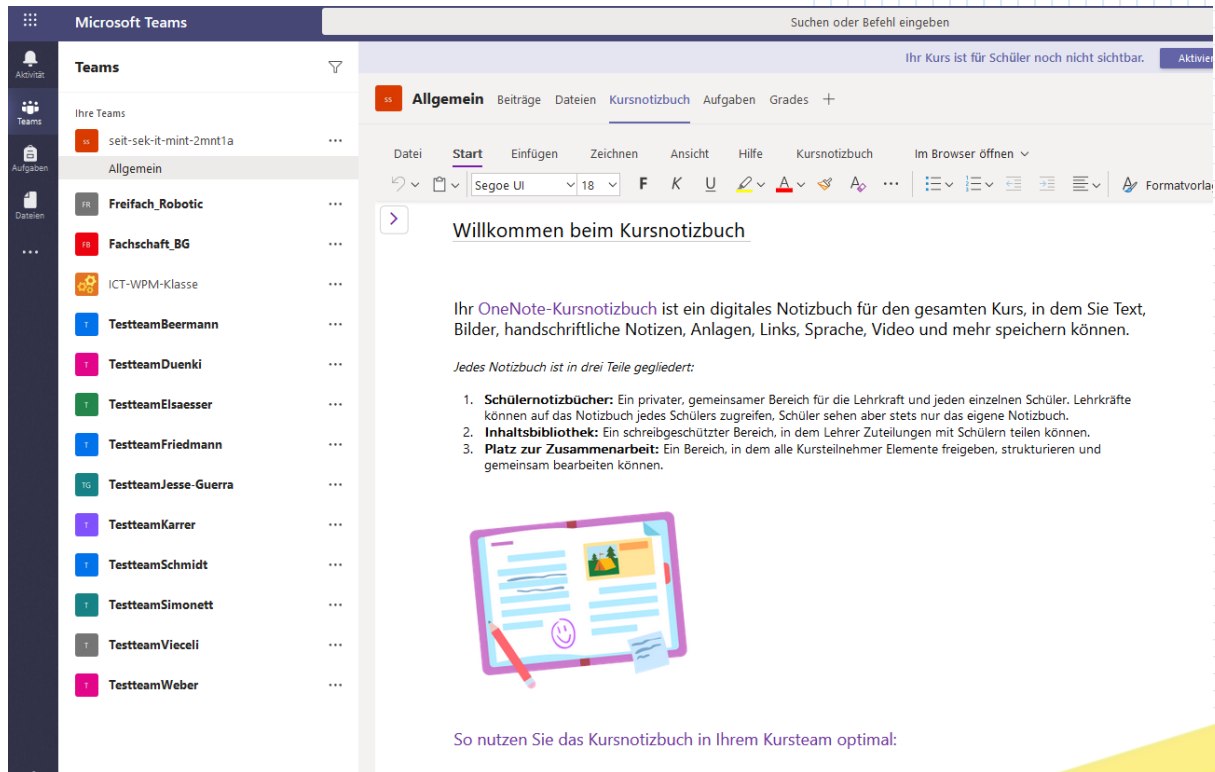 Microsoft Teams
Suchen oder Befehl eingeben
Aktivität
Teams
Aufgaben
Dateien
Teams
Ihre Teams
ss seit-sek-it-mint-2mnt1a
Allgemein
FR Freifach_Robotic
FB Fachschaft_BG
ICT-WPM-Klasse
T TestteamBeermann
T TestteamDuenki
T TestteamElsaesser
T TestteamFriedmann
TG TestteamJesse-Guerra
T TestteamKarrer
T TestteamSchmidt
T TestteamSimonett
T TestteamVieceli
T TestteamWeber
Ihr Kurs ist für Schüler noch nicht sichtbar. Aktivier
ss Allgemein Beiträge Dateien Kursnotizbuch Aufgaben Grades +
Datei Start Einfügen Zeichnen Ansicht Hilfe Kursnotizbuch Im Browser öffnen
Segoe UI 18 F K U A A Formatvorla
Willkommen beim Kursnotizbuch
Ihr OneNote-Kursnotizbuch ist ein digitales Notizbuch für den gesamten Kurs, in dem Sie Text,
Bilder, handschriftliche Notizen, Anlagen, Links, Sprache, Video und mehr speichern können.
Jedes Notizbuch ist in drei Teile gegliedert:
1. Schülernotizbücher: Ein privater, gemeinsamer Bereich für die Lehrkraft und jeden einzelnen Schüler. Lehrkräfte
können auf das Notizbuch jedes Schülers zugreifen, Schüler sehen aber stets nur das eigene Notizbuch.
2. Inhaltsbibliothek: Ein schreibgeschützter Bereich, in dem Lehrer Zuteilungen mit Schülern teilen können.
3. Platz zur Zusammenarbeit: Ein Bereich, in dem alle Kursteilnehmer Elemente freigeben, strukturieren und
gemeinsam bearbeiten können.
So nutzen Sie das Kursnotizbuch in Ihrem Kursteam optimal: